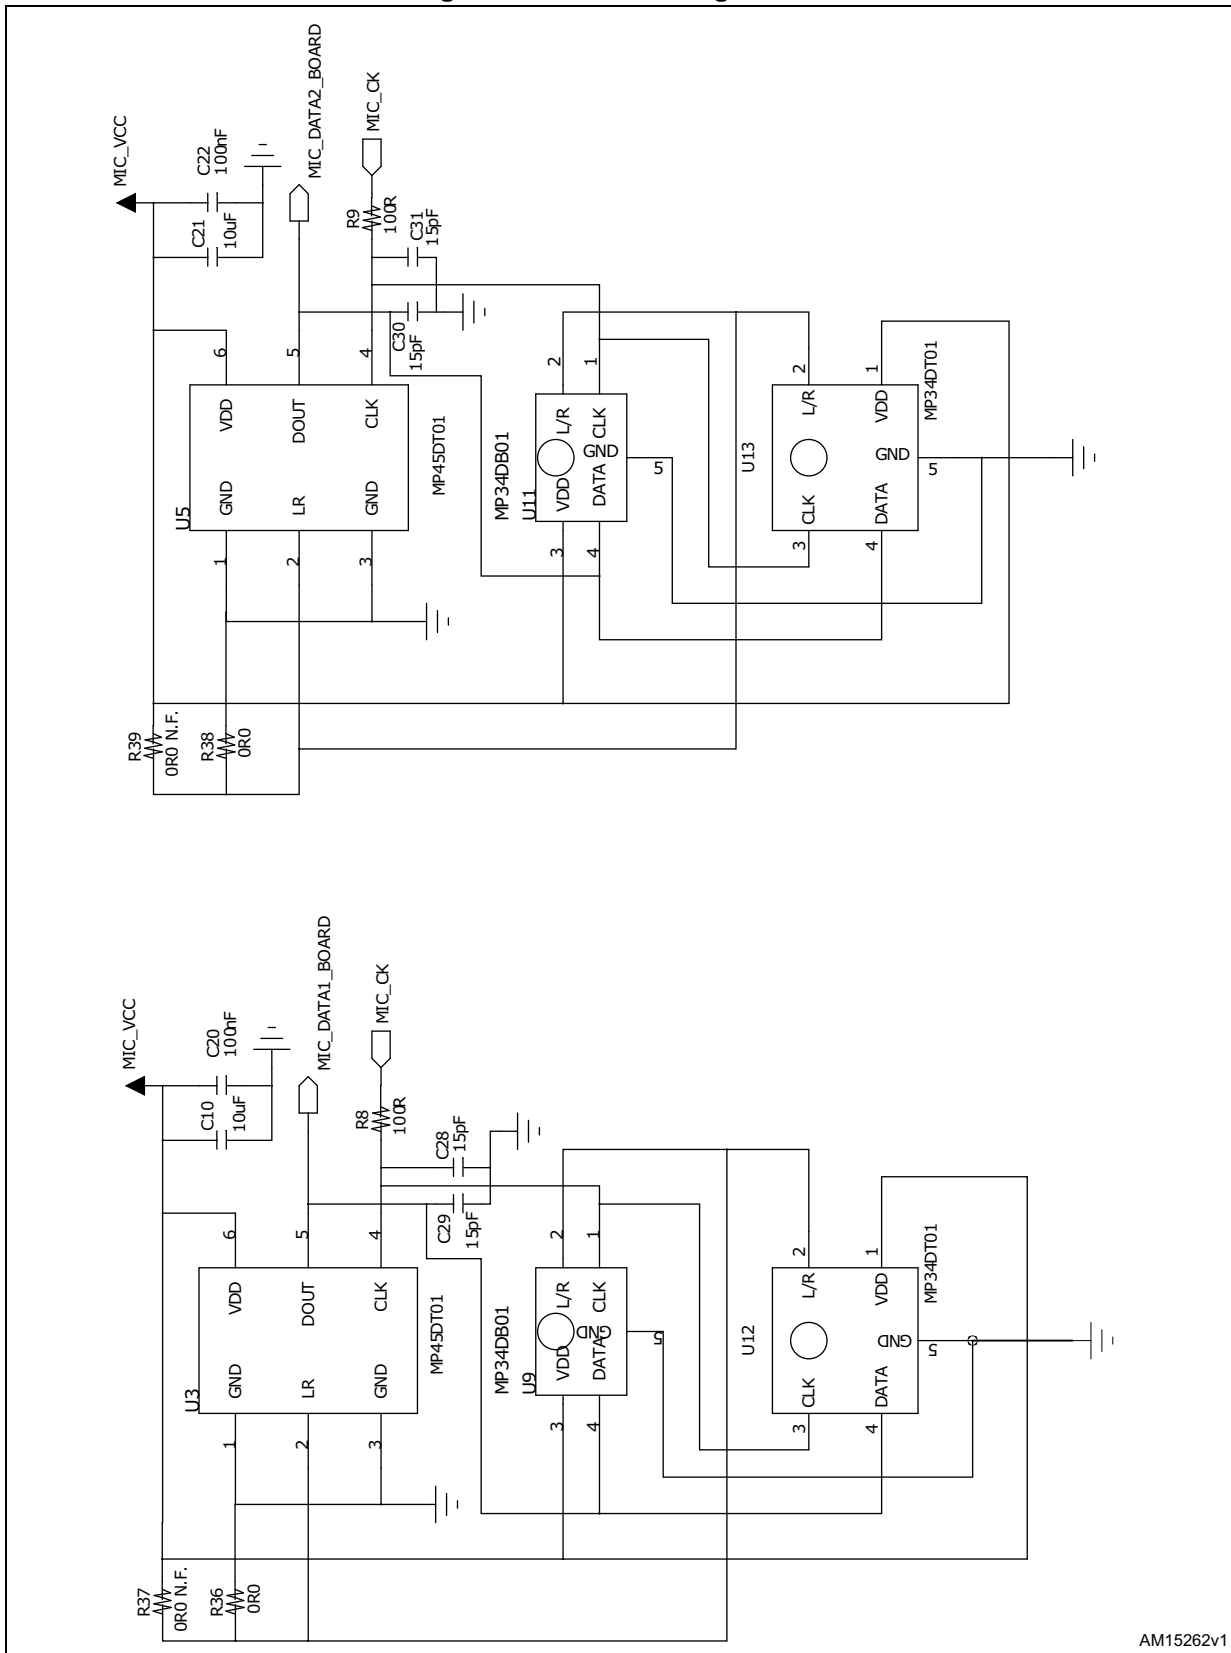 MIC_VCC
C22
100nF
C21
10uF
MIC_DATA2_BOARD
MIC_CK
R9
100R
C31
15pF
C30
15pF
6
5
4
VDD
DOUT
CLK
GND
LR
GND
U5
MP45DT01
1
2
3
R39
0R0 N.F.
R38
0R0
2
1
L/R
CLK
GND
VDD
DATA
MP34DB01
U11
5
3
4
2
1
L/R
VDD
MP34DT01
U13
GND
5
CLK
DATA
3
4
MIC_VCC
C20
100nF
C10
10uF
MIC_DATA1_BOARD
MIC_CK
R8
100R
C28
15pF
C29
15pF
6
5
4
VDD
DOUT
CLK
GND
LR
GND
U3
MP45DT01
1
2
3
R37
0R0 N.F.
R36
0R0
2
1
L/R
CLK
GND
VDD
DATA
MP34DB01
U9
5
3
4
2
1
L/R
VDD
MP34DT01
U12
GND
5
CLK
DATA
3
4
AM15262v1